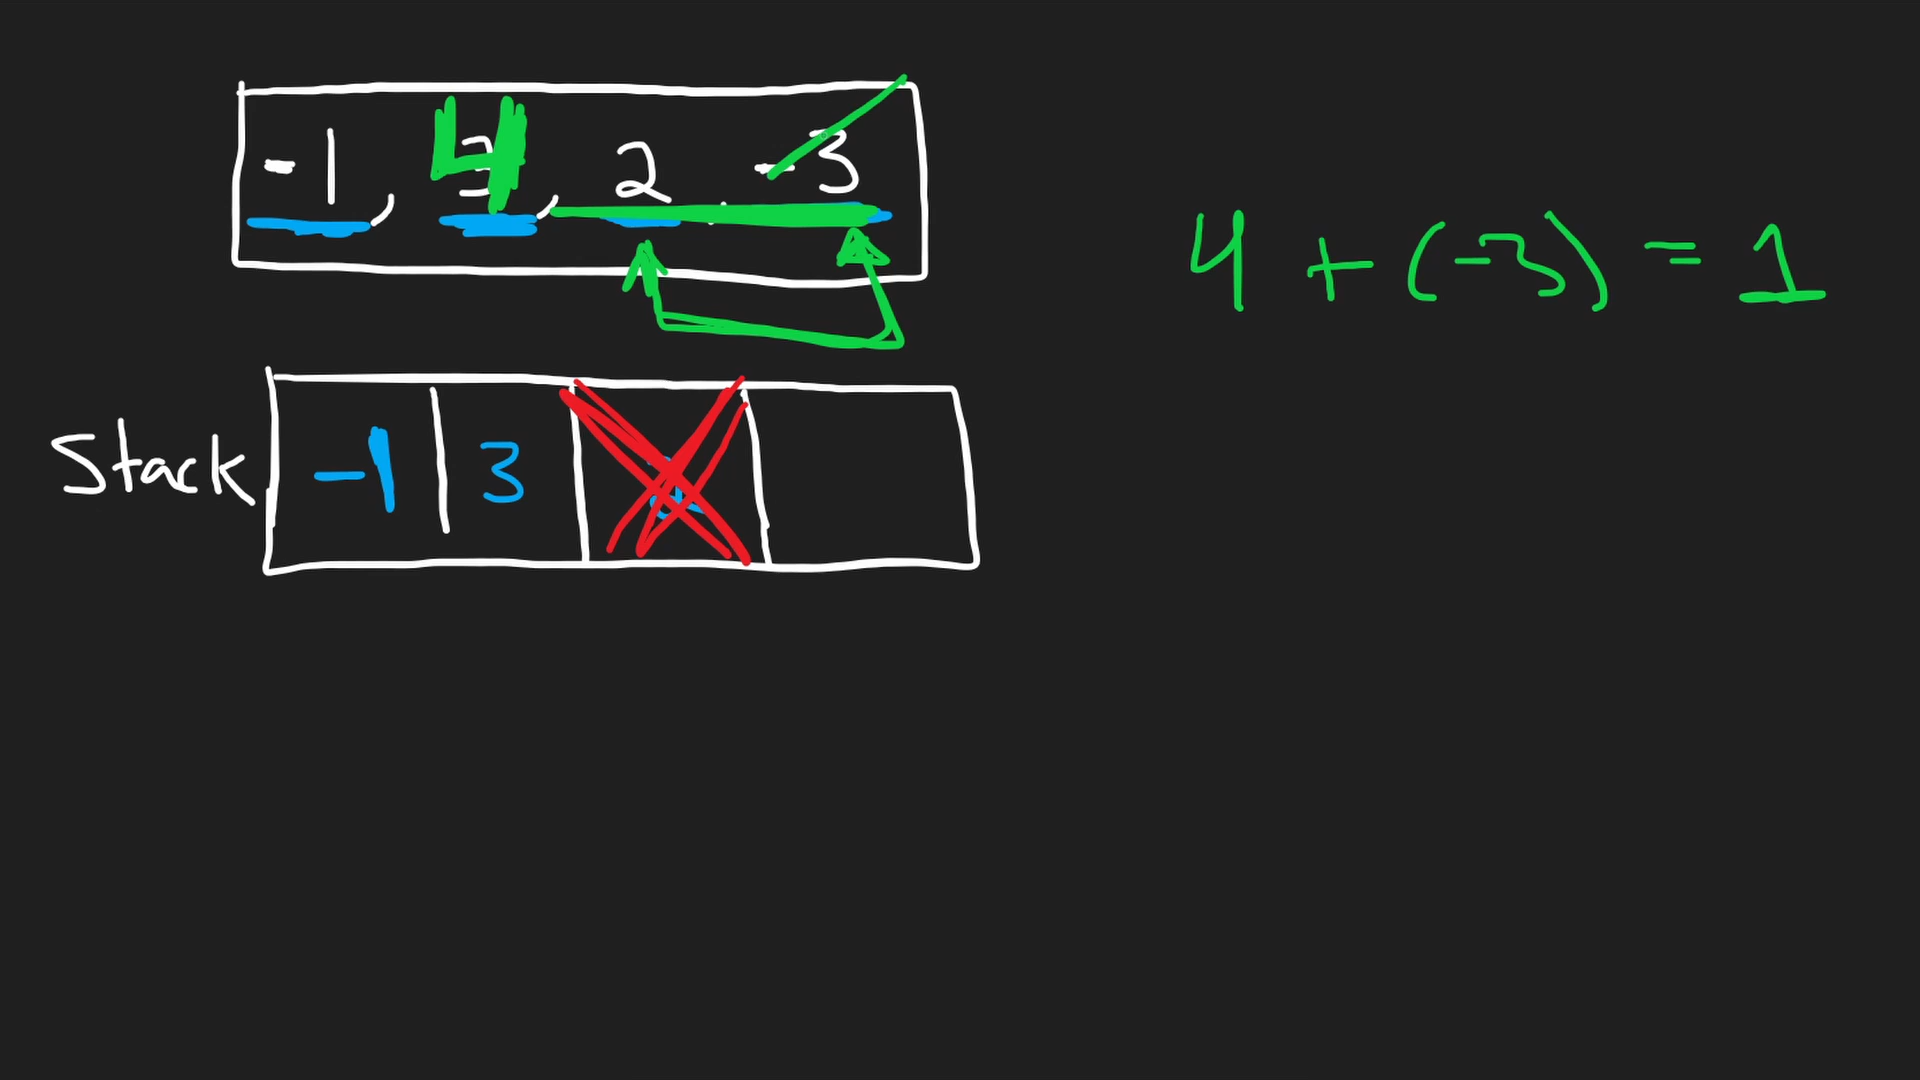 -1, 4, 2, -3
4 + (-3) = 1
Stack -1 3